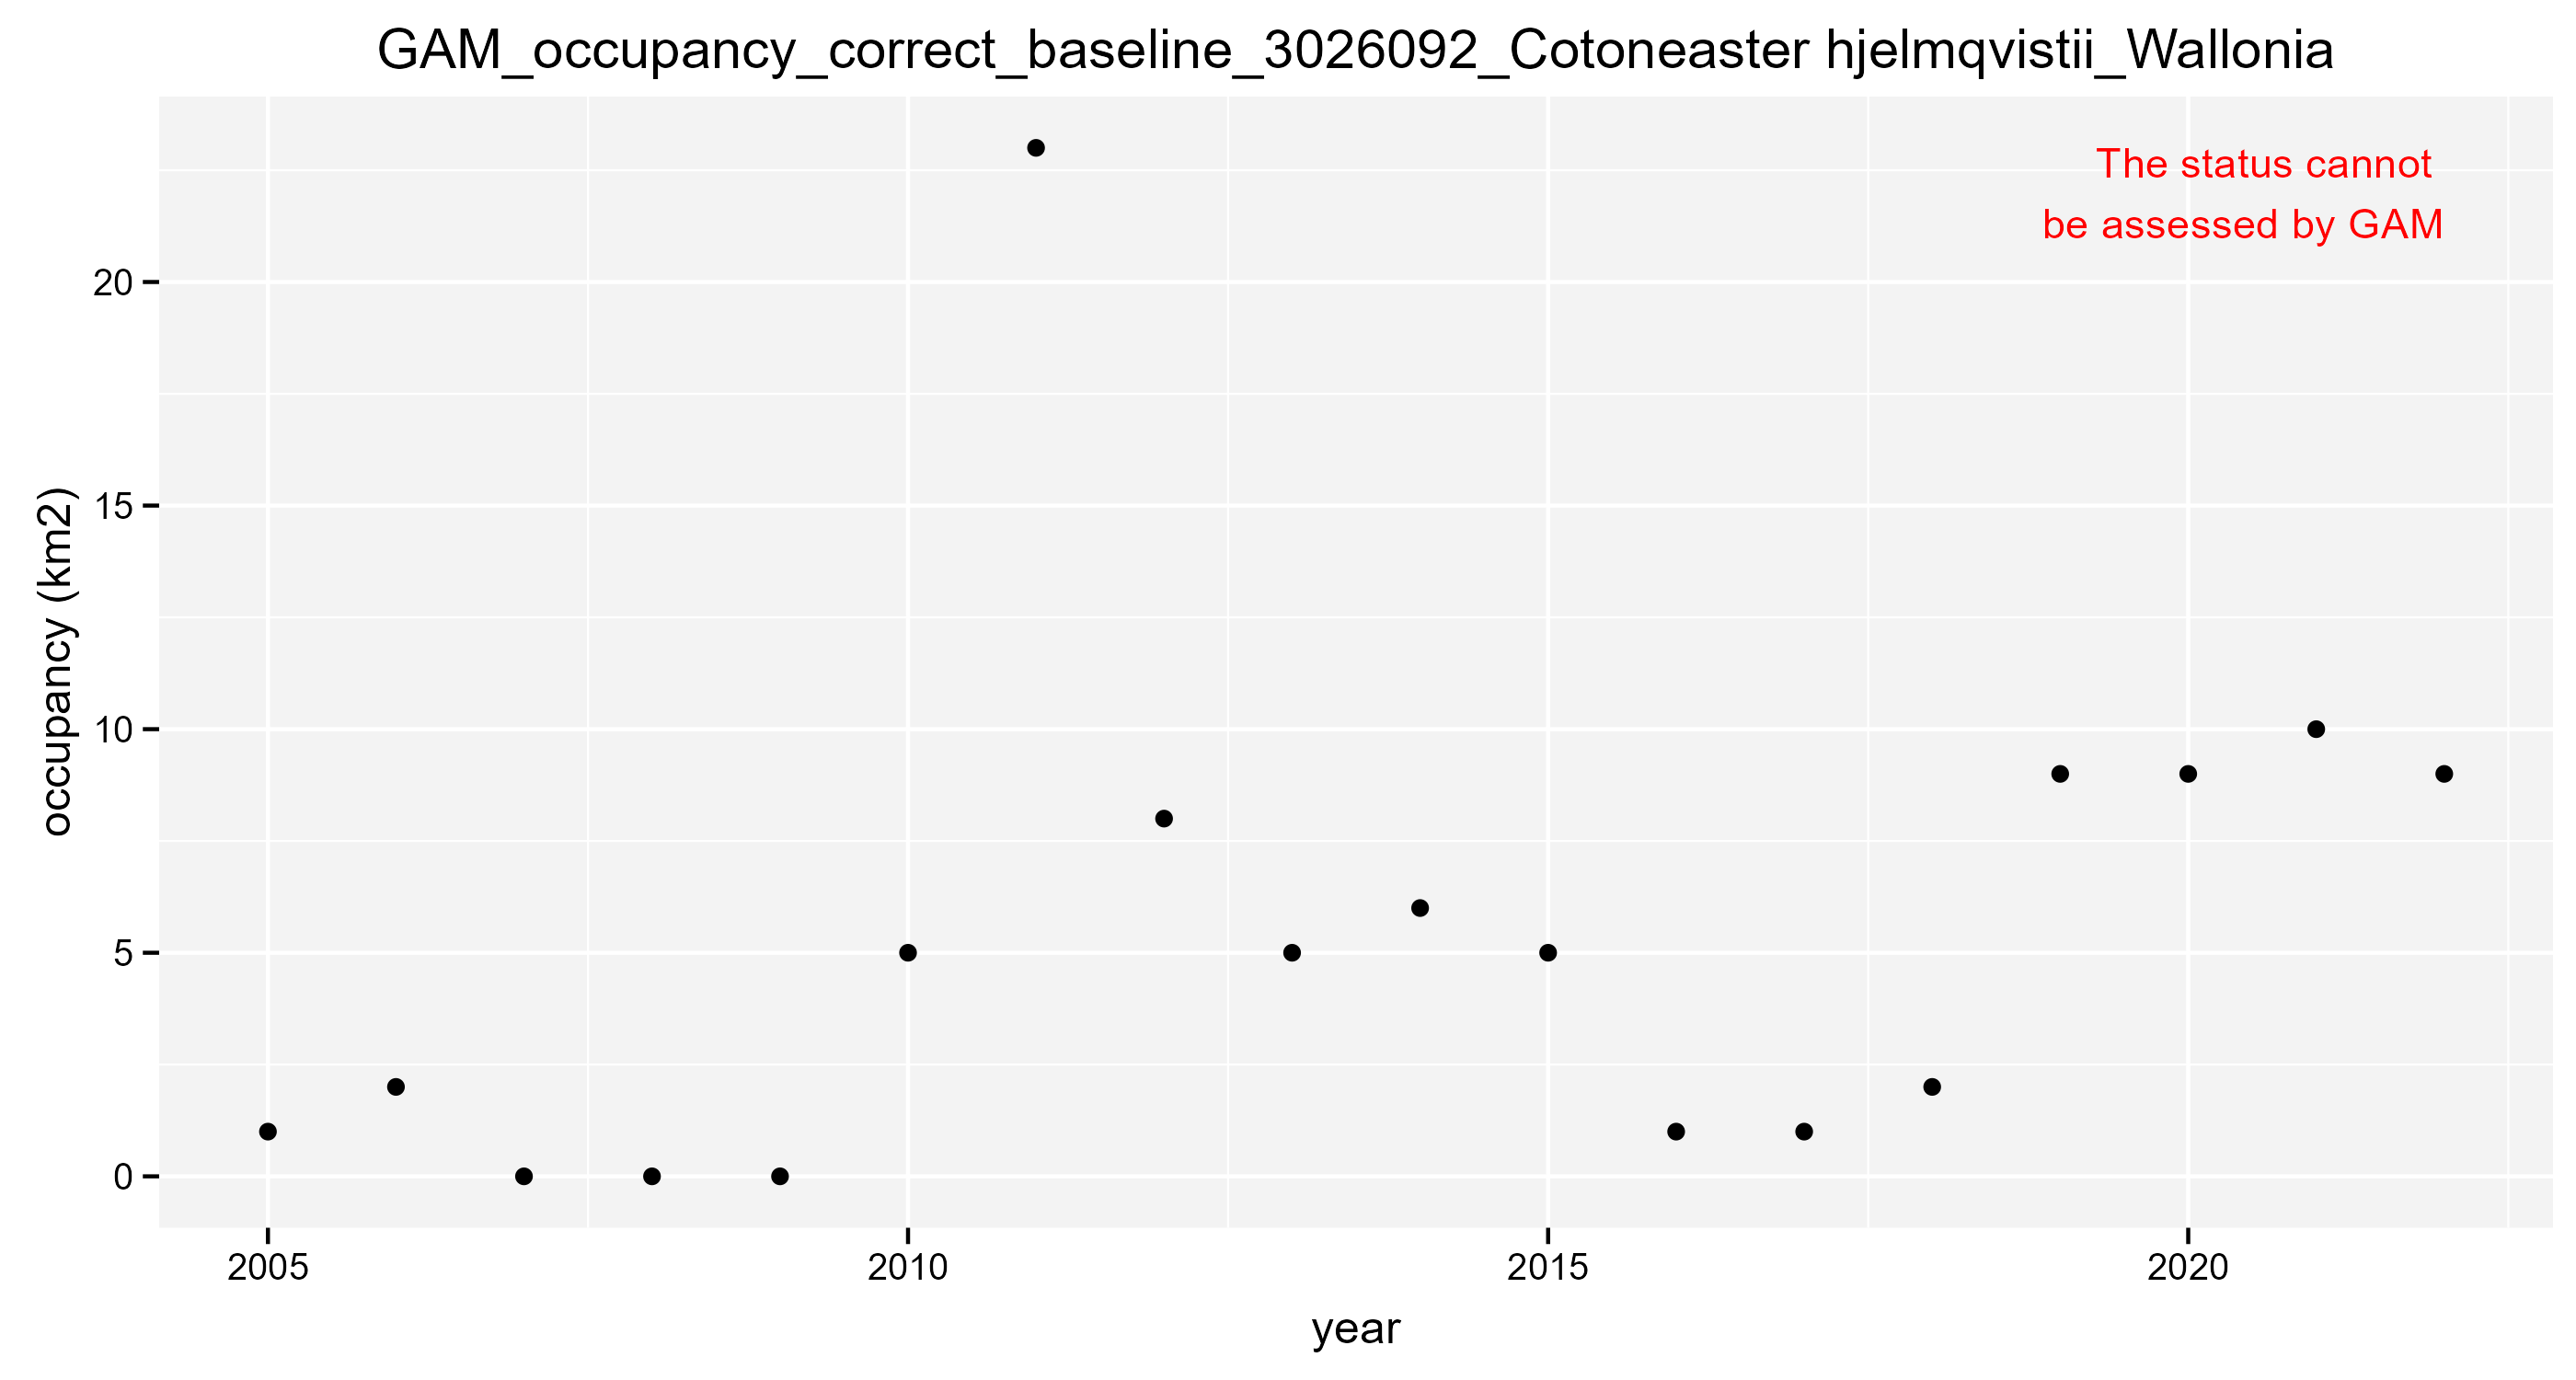 GAM_occupancy_correct_baseline_3026092_Cotoneaster hjelmqvistii_Wallonia
The status cannot
be assessed by GAM
20
15
10
5
0
occupancy (km2)
2005 2010 2015 2020
year